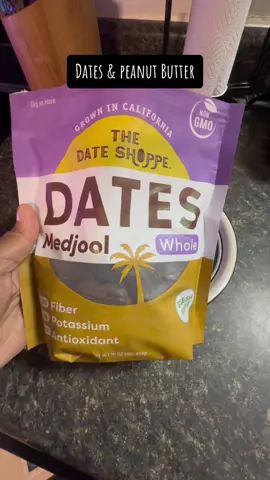 Dates & peanut Butter
GROWN IN CALIFORNIA
NON
GMO
THE
DATE SHOPPE
DATES
Medjool
Whole
Fiber
Potassium
Antioxidant